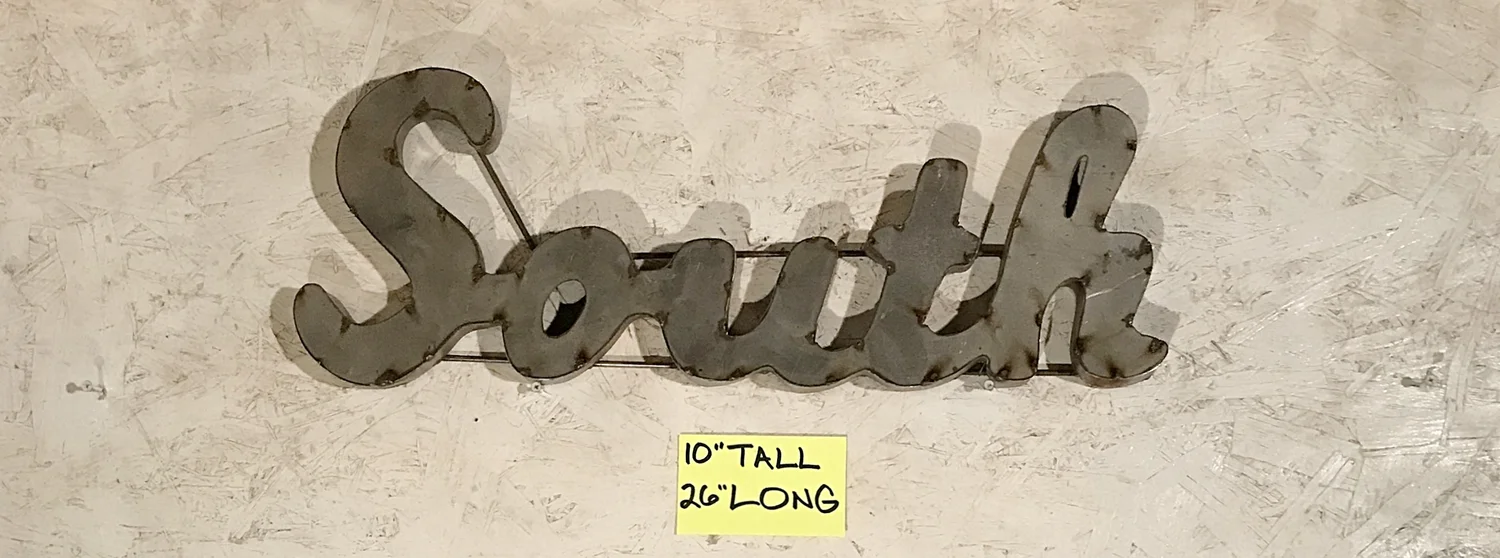 South
10" TALL
26" LONG